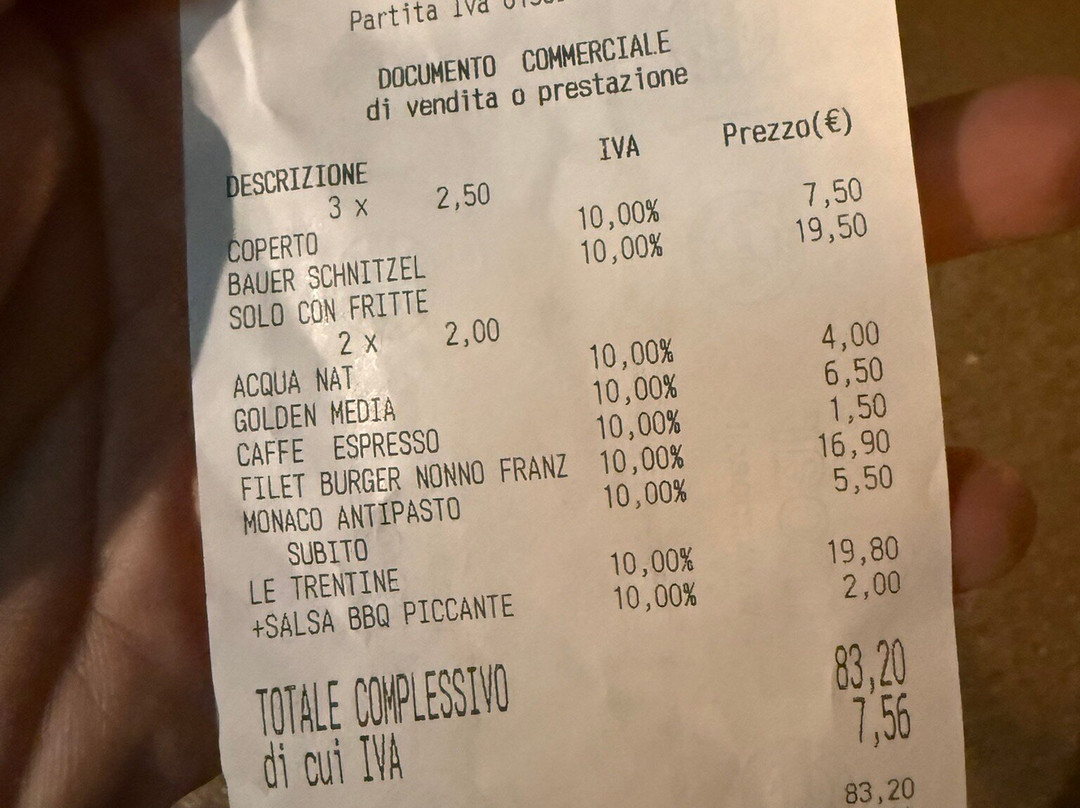 Partita Iva
DOCUMENTO COMMERCIALE
di vendita o prestazione
DESCRIZIONE IVA Prezzo(€)
3 x 2,50
COPERTO 10,00% 7,50
BAUER SCHNITZEL 10,00% 19,50
SOLO CON FRITTE
2 x 2,00
ACQUA NAT 10,00% 4,00
GOLDEN MEDIA 10,00% 6,50
CAFFE ESPRESSO 10,00% 1,50
FILET BURGER NONNO FRANZ 10,00% 16,90
MONACO ANTIPASTO 10,00% 5,50
SUBITO
LE TRENTINE 10,00% 19,80
+SALSA BBQ PICCANTE 10,00% 2,00
TOTALE COMPLESSIVO 83,20
di cui IVA 7,56
83,20